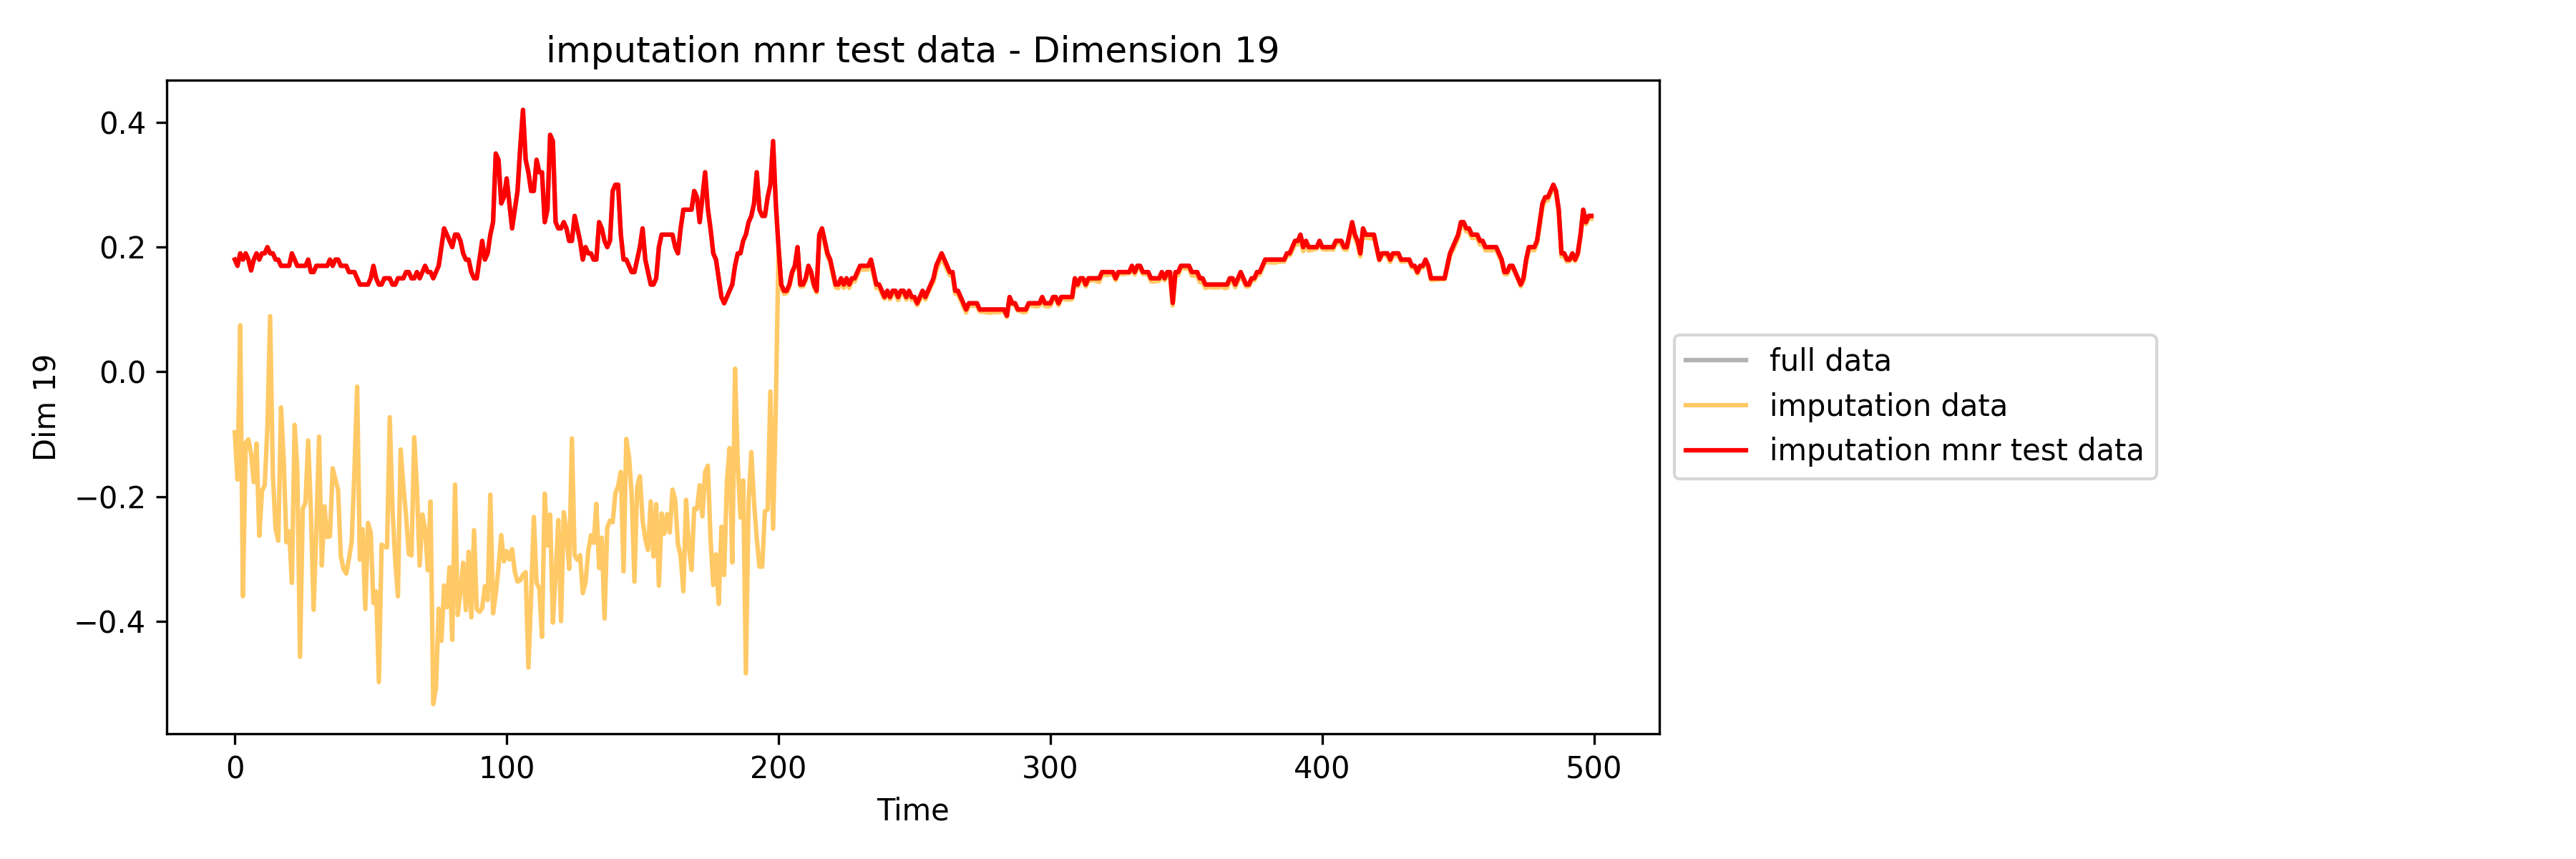 imputation mnr test data - Dimension 19
0.4
0.2
0.0
−0.2
−0.4
Dim 19
0
100
200
300
400
500
Time
full data
imputation data
imputation mnr test data